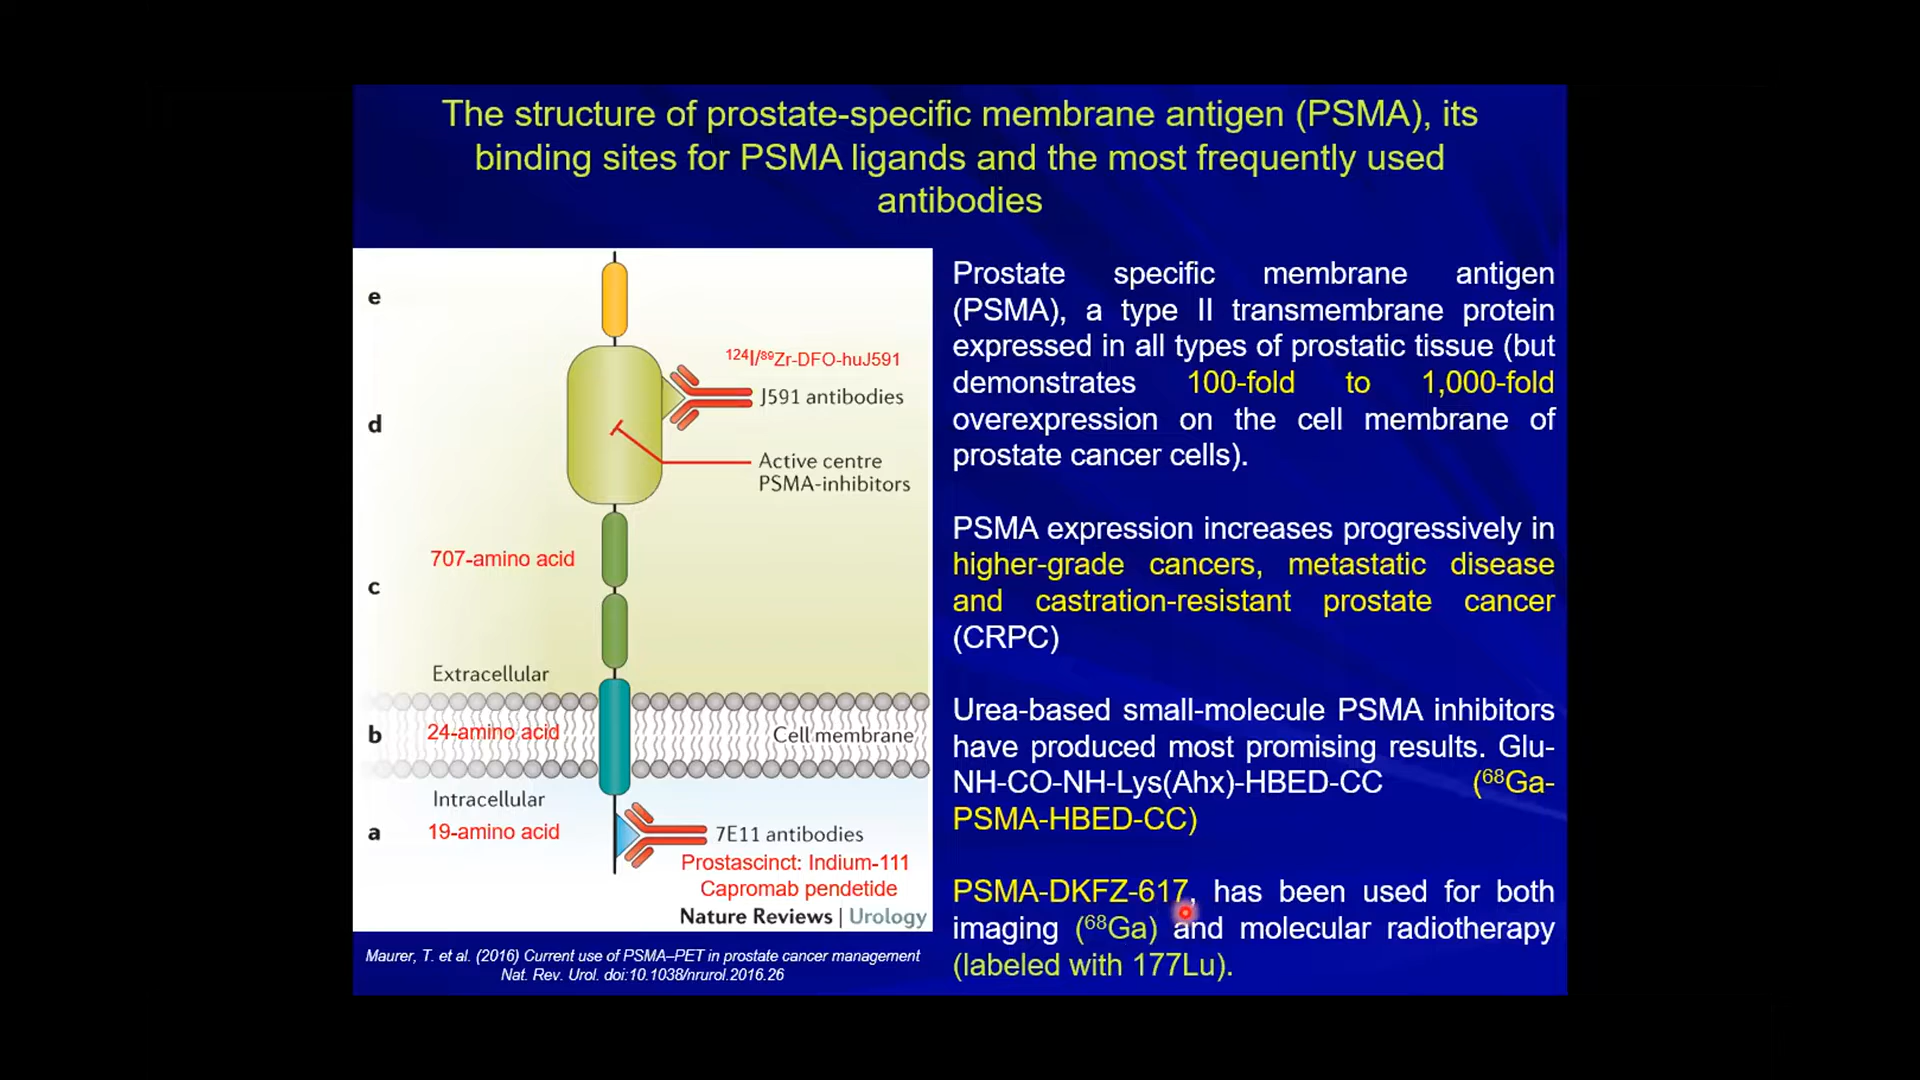 The structure of prostate-specific membrane antigen (PSMA), its
binding sites for PSMA ligands and the most frequently used
antibodies
e
124I/89Zr-DFO-huJ591
J591 antibodies
d
Active centre
PSMA-inhibitors
707-amino acid
c
Extracellular
b
24-amino acid
Cell membrane
Intracellular
a
19-amino acid
7E11 antibodies
Prostascinct: Indium-111
Capromab pendetide
Nature Reviews | Urology
Maurer, T. et al. (2016) Current use of PSMA–PET in prostate cancer management
Nat. Rev. Urol. doi:10.1038/nrurol.2016.26
Prostate specific membrane antigen
(PSMA), a type II transmembrane protein
expressed in all types of prostatic tissue (but
demonstrates 100-fold to 1,000-fold
overexpression on the cell membrane of
prostate cancer cells).
PSMA expression increases progressively in
higher-grade cancers, metastatic disease
and castration-resistant prostate cancer
(CRPC)
Urea-based small-molecule PSMA inhibitors
have produced most promising results. Glu-
NH-CO-NH-Lys(Ahx)-HBED-CC (68Ga-
PSMA-HBED-CC)
PSMA-DKFZ-617, has been used for both
imaging (68Ga) and molecular radiotherapy
(labeled with 177Lu).